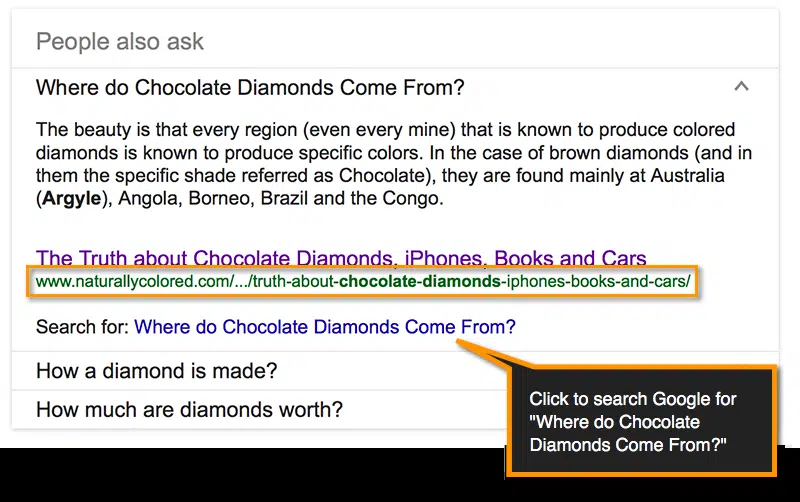 People also ask
Where do Chocolate Diamonds Come From?
The beauty is that every region (even every mine) that is known to produce colored
diamonds is known to produce specific colors. In the case of brown diamonds (and in
them the specific shade referred as Chocolate), they are found mainly at Australia
(Argyle), Angola, Borneo, Brazil and the Congo.
The Truth about Chocolate Diamonds, iPhones, Books and Cars
www.naturallycolored.com/.../truth-about-chocolate-diamonds-iphones-books-and-cars/
Search for: Where do Chocolate Diamonds Come From?
How a diamond is made?
How much are diamonds worth?
Click to search Google for
"Where do Chocolate
Diamonds Come From?"